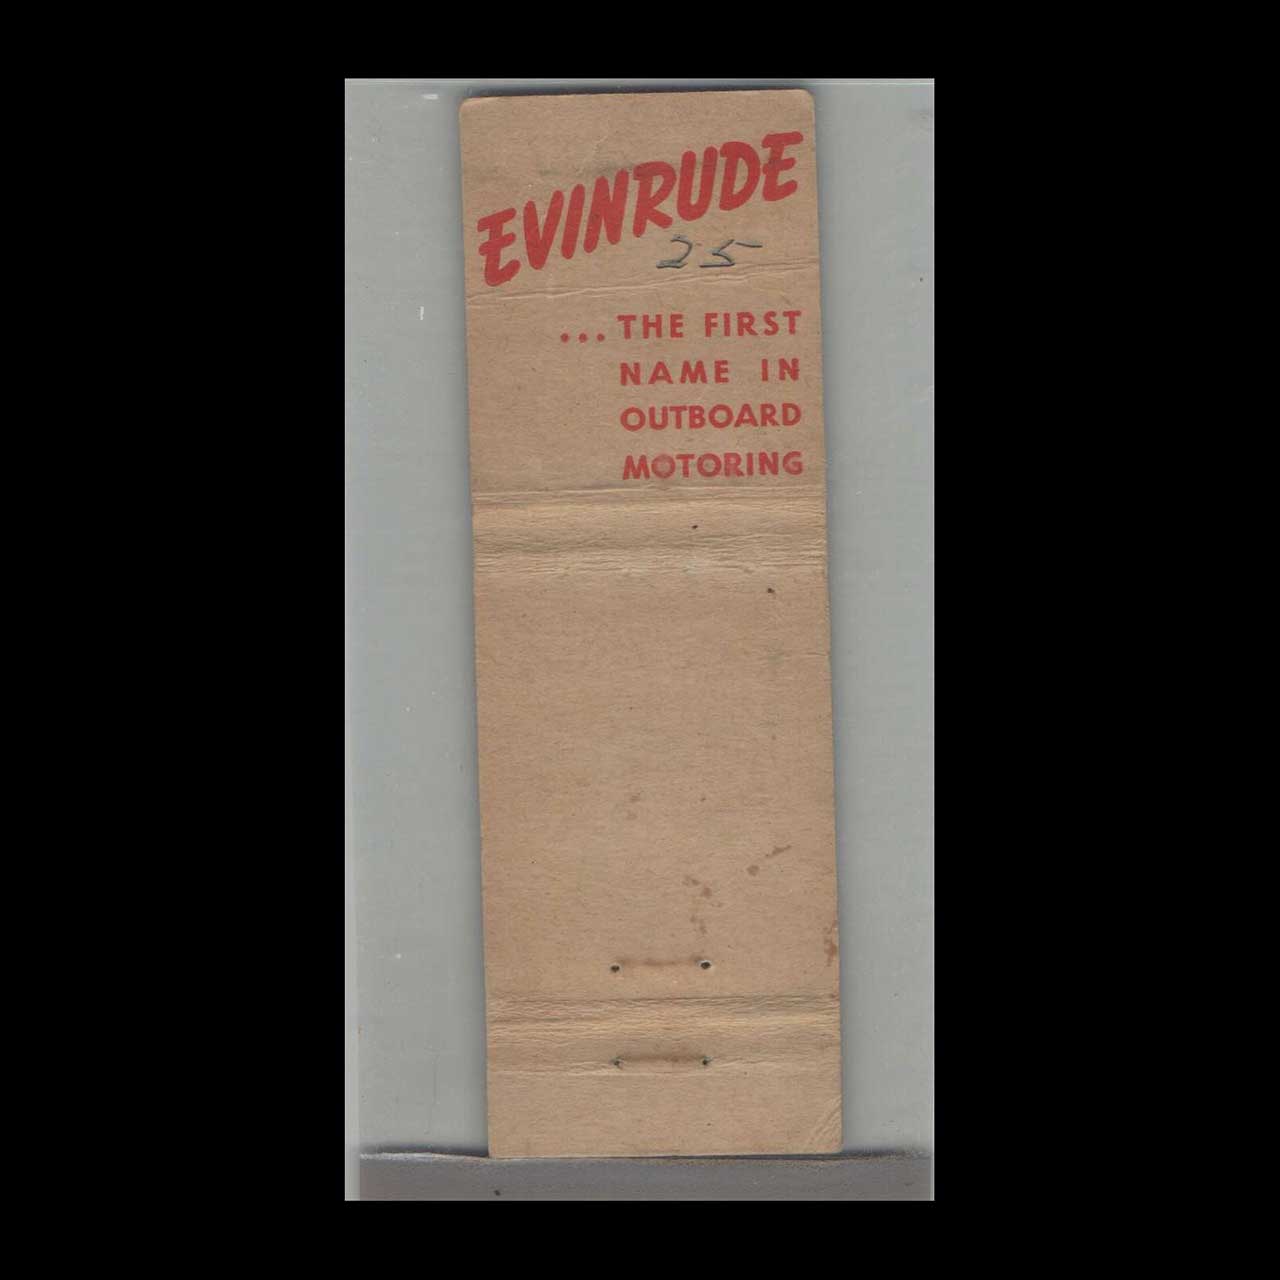 EVINRUDE
25
...THE FIRST
NAME IN
OUTBOARD
MOTORING